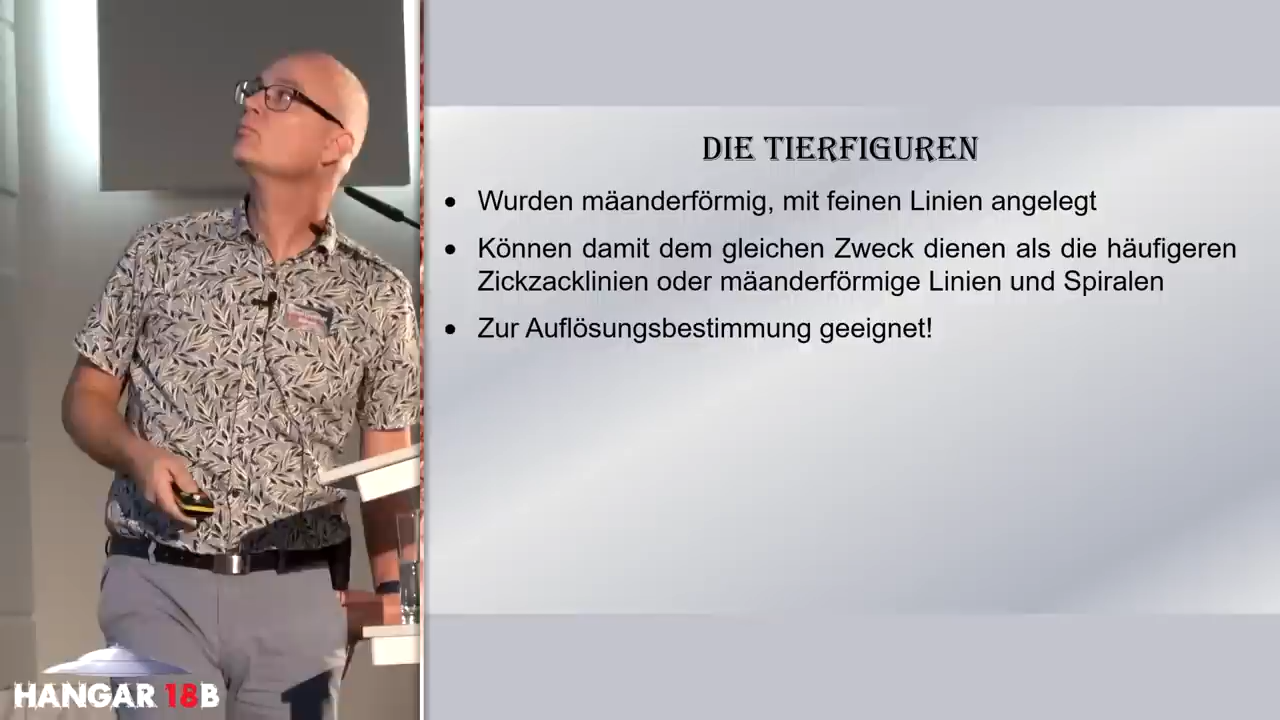 DIE TIERFIGUREN
• Wurden mäanderförmig, mit feinen Linien angelegt
• Können damit dem gleichen Zweck dienen als die häufigeren
Zickzacklinien oder mäanderförmige Linien und Spiralen
• Zur Auflösungsbestimmung geeignet!
HANGAR 18B